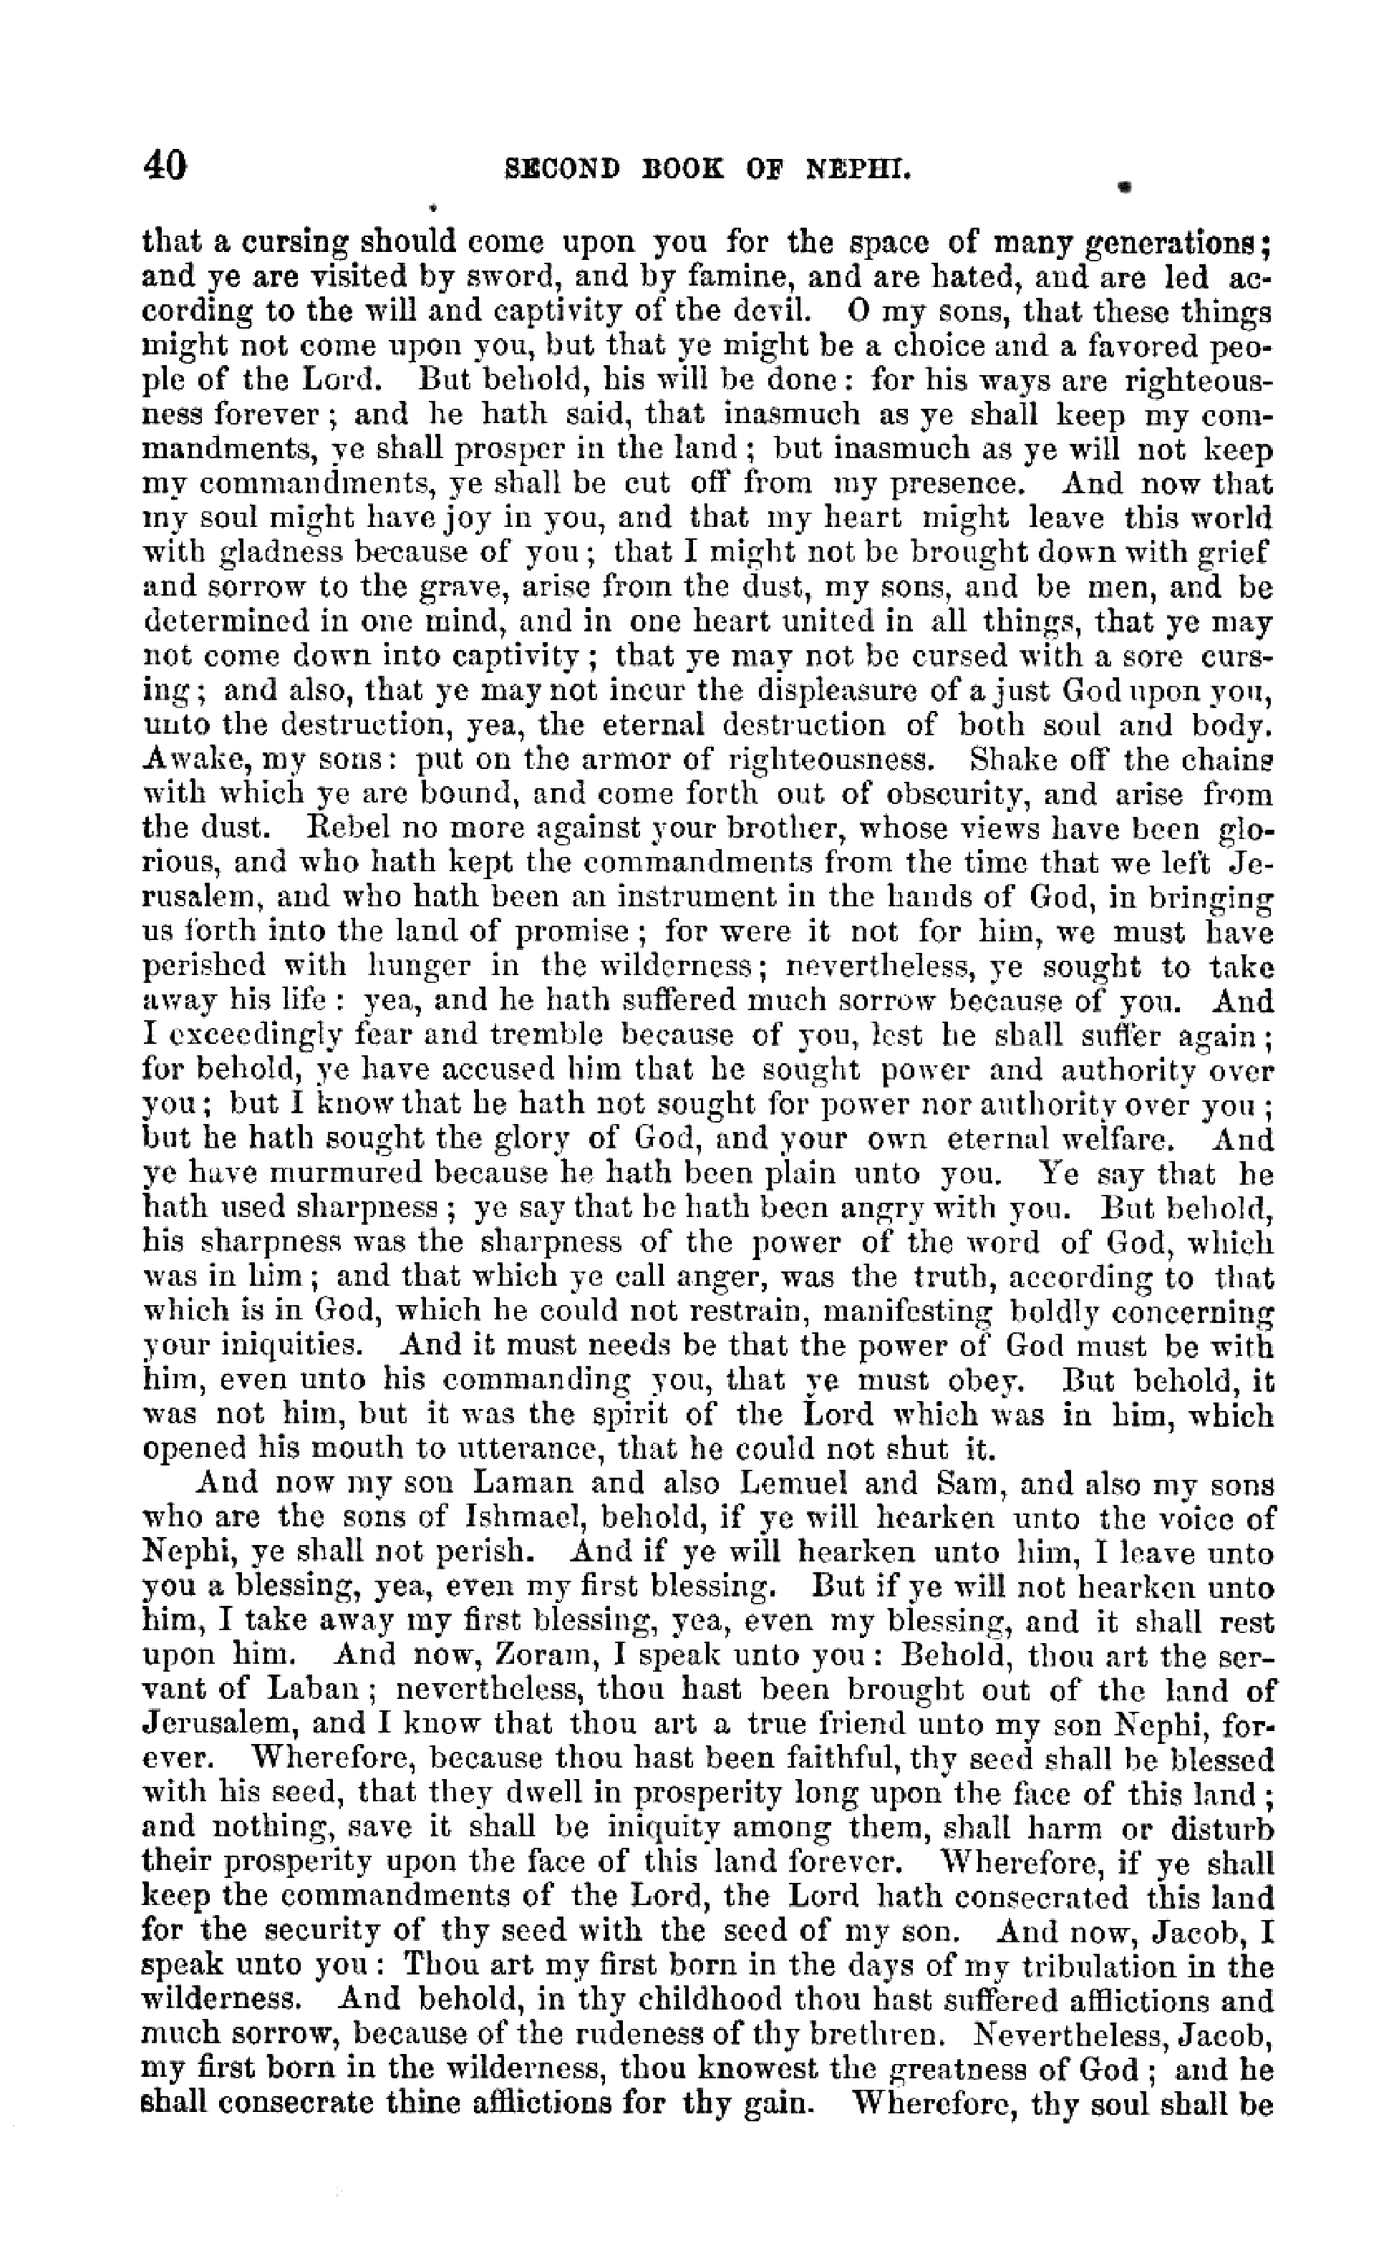 40 SECOND BOOK OF NEPHI.
that a cursing should come upon you for the space of many generations;
and ye are visited by sword, and by famine, and are hated, and are led ac-
cording to the will and captivity of the devil. O my sons, that these things
might not come upon you, but that ye might be a choice and a favored peo-
ple of the Lord. But behold, his will be done: for his ways are righteous-
ness forever; and he hath said, that inasmuch as ye shall keep my com-
mandments, ye shall prosper in the land; but inasmuch as ye will not keep
my commandments, ye shall be cut off from my presence. And now that
my soul might have joy in you, and that my heart might leave this world
with gladness because of you; that I might not be brought down with grief
and sorrow to the grave, arise from the dust, my sons, and be men, and be
determined in one mind, and in one heart united in all things, that ye may
not come down into captivity; that ye may not be cursed with a sore curs-
ing; and also, that ye may not incur the displeasure of a just God upon you,
unto the destruction, yea, the eternal destruction of both soul and body.
Awake, my sons: put on the armor of righteousness. Shake off the chains
with which ye are bound, and come forth out of obscurity, and arise from
the dust. Rebel no more against your brother, whose views have been glo-
rious, and who hath kept the commandments from the time that we left Je-
rusalem, and who hath been an instrument in the hands of God, in bringing
us forth into the land of promise; for were it not for him, we must have
perished with hunger in the wilderness; nevertheless, ye sought to take
away his life: yea, and he hath suffered much sorrow because of you. And
I exceedingly fear and tremble because of you, lest he shall suffer again;
for behold, ye have accused him that he sought power and authority over
you; but I know that he hath not sought for power nor authority over you;
but he hath sought the glory of God, and your own eternal welfare. And
ye have murmured because he hath been plain unto you. Ye say that he
hath used sharpness; ye say that he hath been angry with you. But behold,
his sharpness was the sharpness of the power of the word of God, which
was in him; and that which ye call anger, was the truth, according to that
which is in God, which he could not restrain, manifesting boldly concerning
your iniquities. And it must needs be that the power of God must be with
him, even unto his commanding you, that ye must obey. But behold, it
was not him, but it was the spirit of the Lord which was in him, which
opened his mouth to utterance, that he could not shut it.
And now my son Laman and also Lemuel and Sam, and also my sons
who are the sons of Ishmael, behold, if ye will hearken unto the voice of
Nephi, ye shall not perish. And if ye will hearken unto him, I leave unto
you a blessing, yea, even my first blessing. But if ye will not hearken unto
him, I take away my first blessing, yea, even my blessing, and it shall rest
upon him. And now, Zoram, I speak unto you: Behold, thou art the ser-
vant of Laban; nevertheless, thou hast been brought out of the land of
Jerusalem, and I know that thou art a true friend unto my son Nephi, for-
ever. Wherefore, because thou hast been faithful, thy seed shall be blessed
with his seed, that they dwell in prosperity long upon the face of this land;
and nothing, save it shall be iniquity among them, shall harm or disturb
their prosperity upon the face of this land forever. Wherefore, if ye shall
keep the commandments of the Lord, the Lord hath consecrated this land
for the security of thy seed with the seed of my son. And now, Jacob, I
speak unto you: Thou art my first born in the days of my tribulation in the
wilderness. And behold, in thy childhood thou hast suffered afflictions and
much sorrow, because of the rudeness of thy brethren. Nevertheless, Jacob,
my first born in the wilderness, thou knowest the greatness of God; and he
shall consecrate thine afflictions for thy gain. Wherefore, thy soul shall be